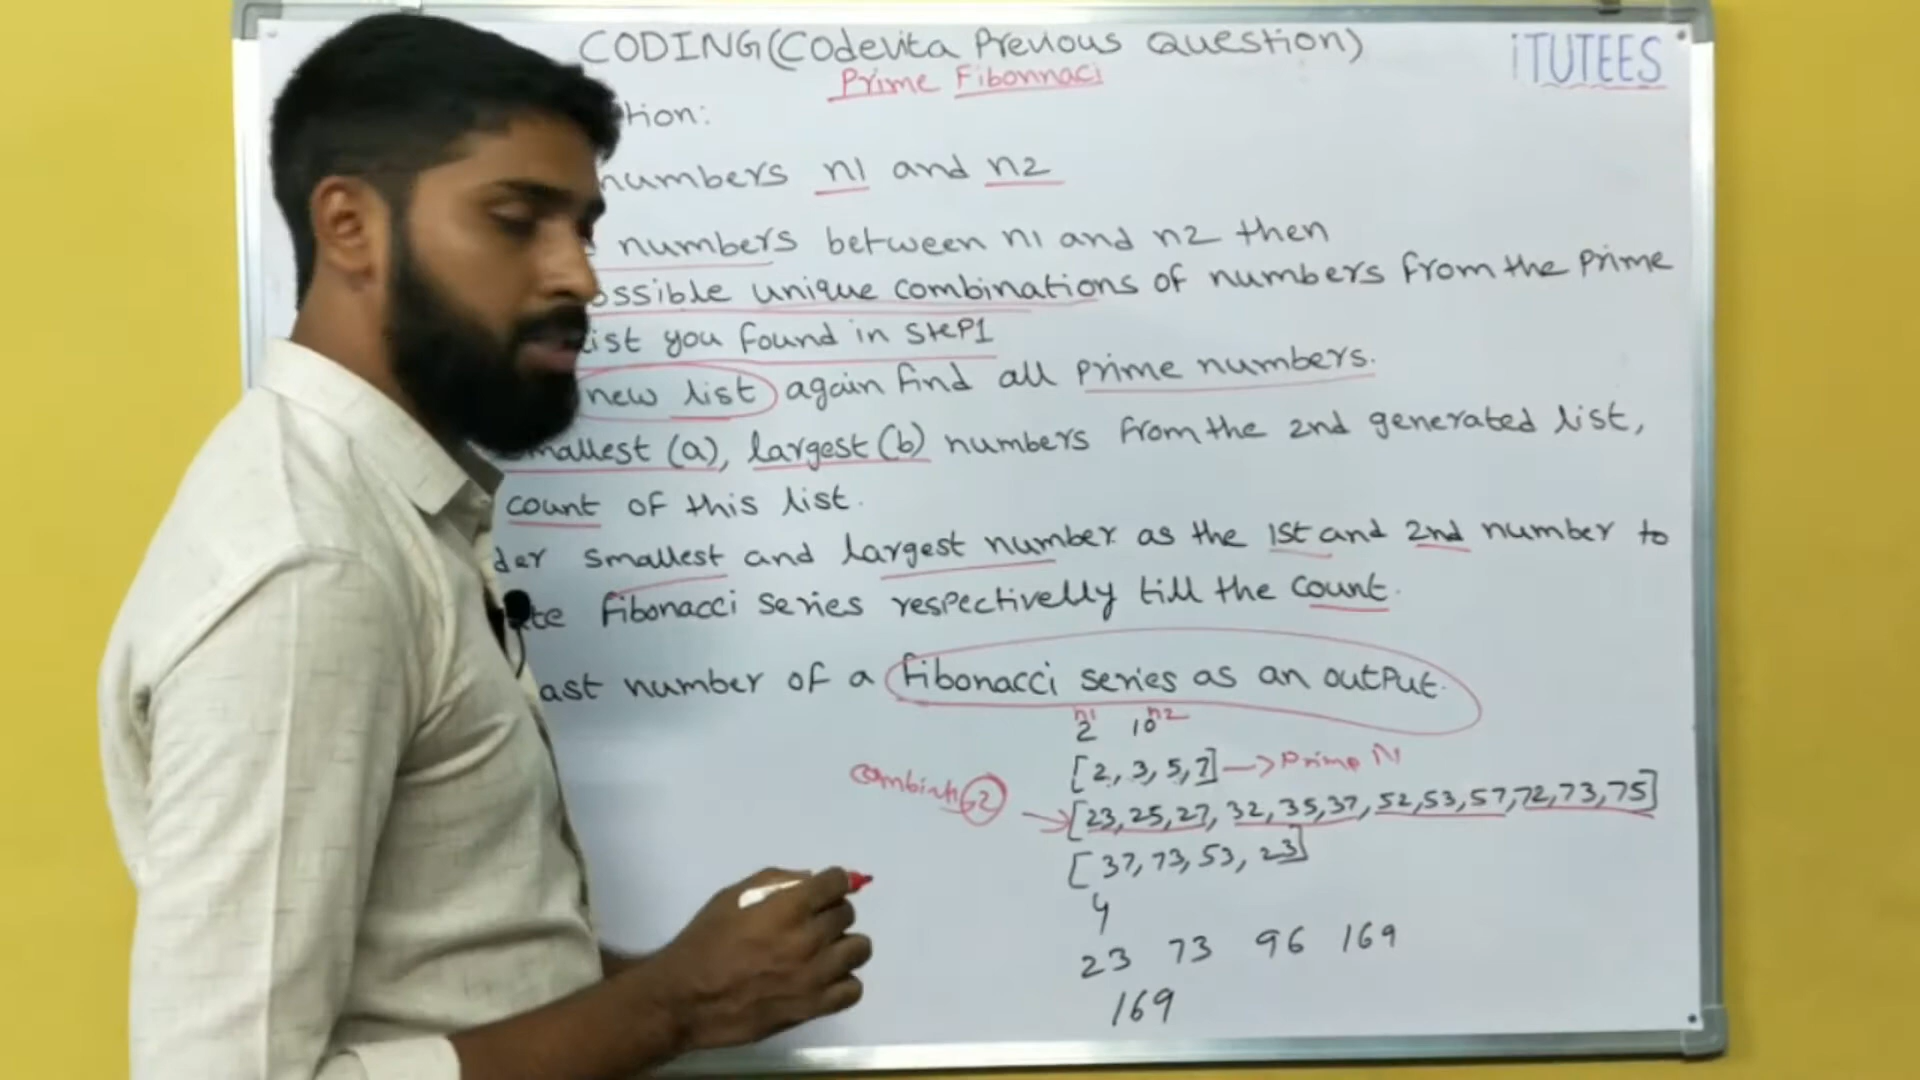 CODING(Codevita Previous Question)
iTUTEES
Prime Fibonnaci
tion:
numbers n1 and n2
numbers between n1 and n2 then
ossible unique combinations of numbers from the prime
ist you found in Step1
new list again find all prime numbers.
mallest (a), largest (b) numbers from the 2nd generated list,
count of this list.
der smallest and largest number as the 1st and 2nd number to
te fibonacci series respectivelly till the count.
ast number of a fibonacci series as an output.
n1 n2
2 10
[2, 3, 5, 7] -> Prime N
[23, 25, 27, 32, 35, 37, 52, 53, 57, 72, 73, 75]
[37, 73, 53, 23]
4
23 73 96 169
169